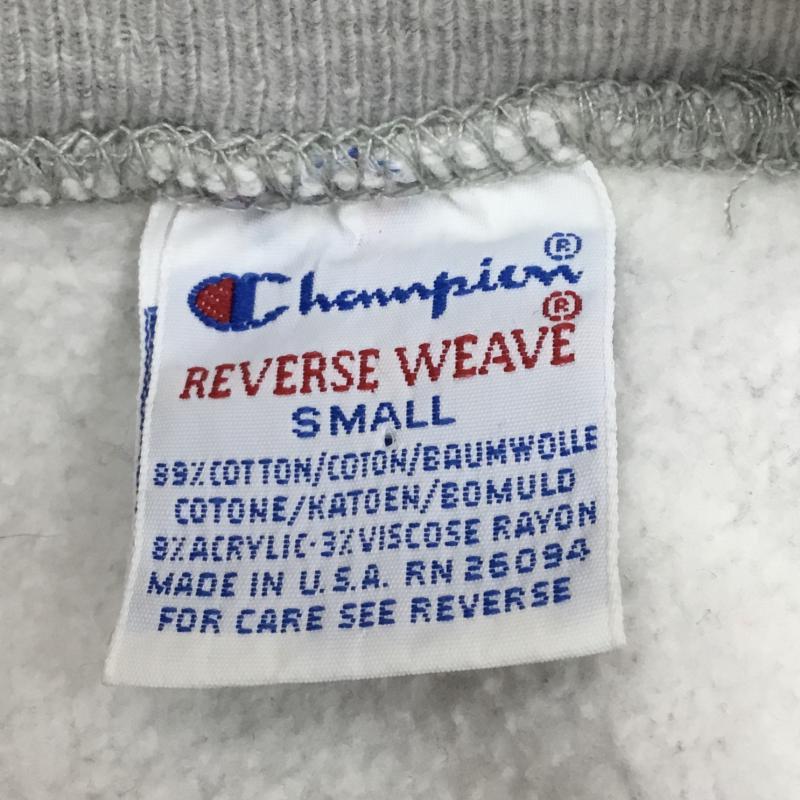 Champion®
REVERSE WEAVE®
SMALL
89%COTTON/COTON/BAUMWOLLE
COTONE/KATOEN/BOMULD
8%ACRYLIC·3%VISCOSE RAYON
MADE IN U.S.A. RN 26094
FOR CARE SEE REVERSE